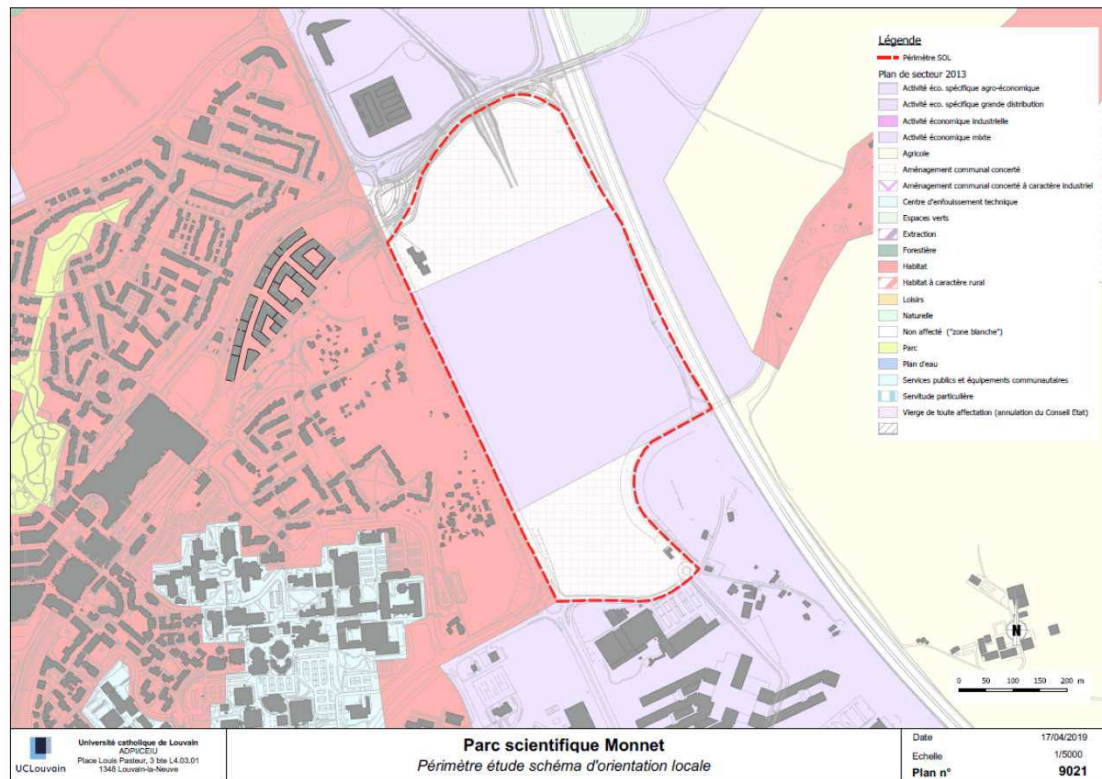 Légende
Périmètre SOL
Plan de secteur 2013
Activité éco. spécifique agro-économique
Activité eco. spécifique grande distribution
Activité économique industrielle
Activité économique mixte
Agricole
Aménagement communal concerté
Aménagement communal concerté à caractère industriel
Centre d'enfouissement technique
Espaces verts
Extraction
Forestière
Habitat
Habitat à caractère rural
Loisirs
Naturelle
Non affecté ("zone blanche")
Parc
Plan d'eau
Services publics et équipements communautaires
Servitude particulière
Vierge de toute affectation (annulation du Conseil Etat)
N
0 50 100 150 200 m
UCLouvain
Université catholique de Louvain
ADPI/CEIU
Place Louis Pasteur, 3 bte L4.03.01
1348 Louvain-la-Neuve
Parc scientifique Monnet
Périmètre étude schéma d'orientation locale
Date 17/04/2019
Echelle 1/5000
Plan n° 9021